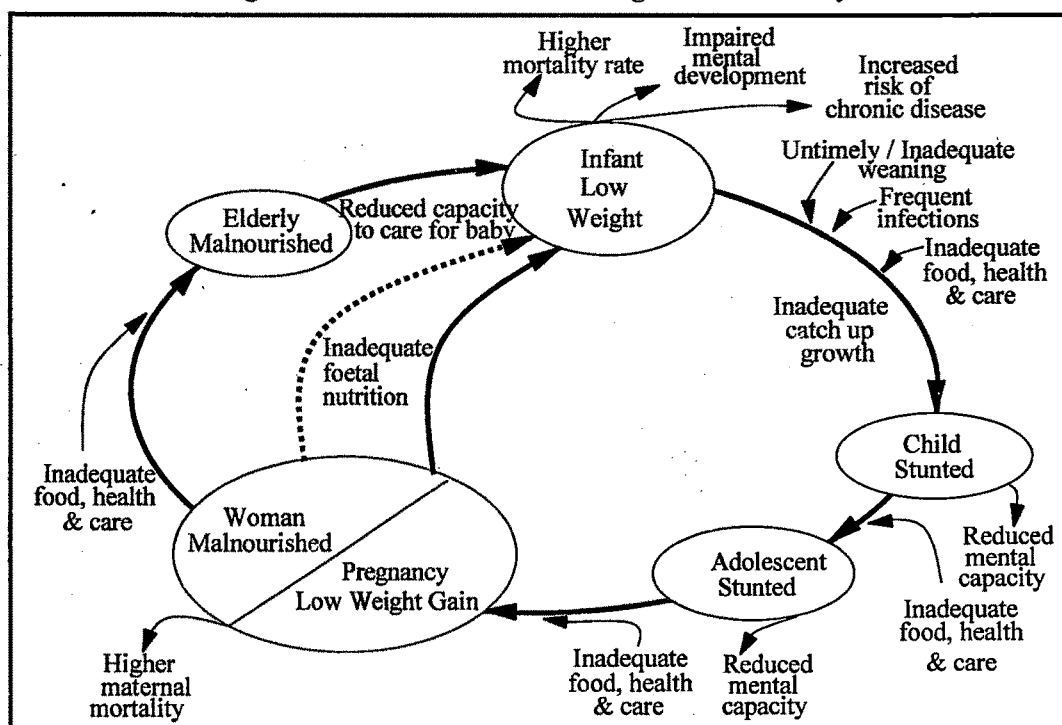 Higher
mortality rate
Impaired
mental
development
Increased
risk of
chronic disease
Infant
Low
Weight
Untimely / Inadequate
weaning
Frequent
infections
Inadequate
food, health
& care
Elderly
Malnourished
Reduced capacity
to care for baby
Inadequate
catch up
growth
Inadequate
foetal
nutrition
Child
Stunted
Inadequate
food, health
& care
Woman
Malnourished
Pregnancy
Low Weight Gain
Adolescent
Stunted
Reduced
mental
capacity
Inadequate
food, health
& care
Higher
maternal
mortality
Inadequate
food, health
& care
Reduced
mental
capacity